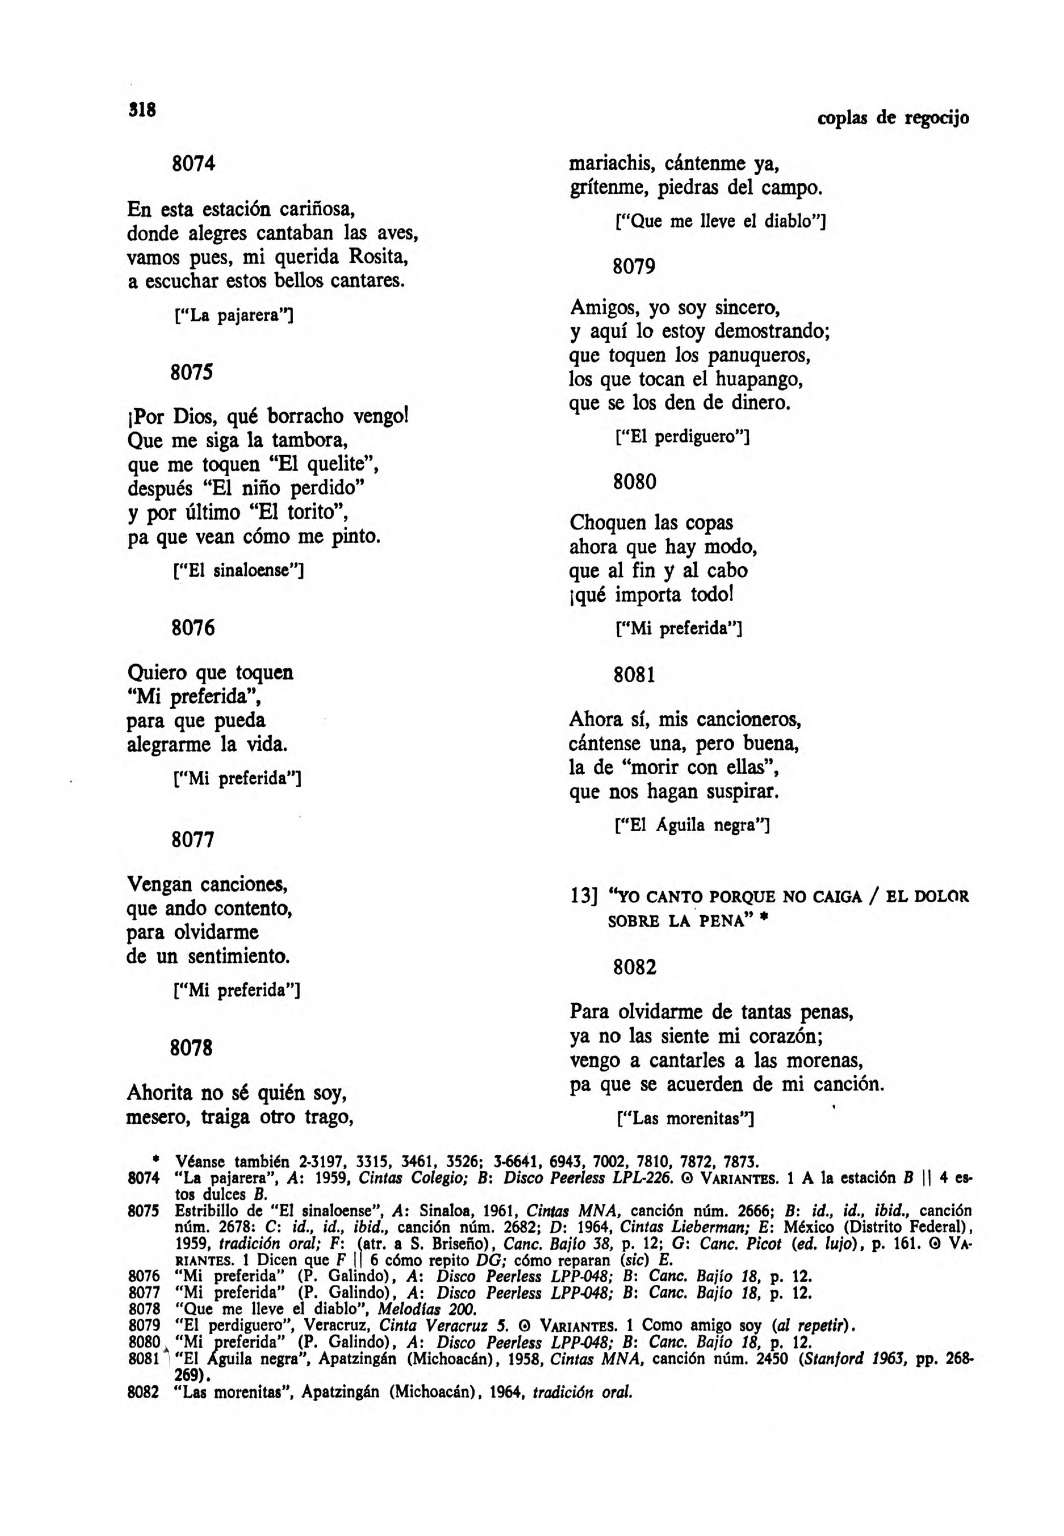 318
coplas de regocijo
8074
En esta estación cariñosa,
donde alegres cantaban las aves,
vamos pues, mi querida Rosita,
a escuchar estos bellos cantares.
["La pajarera"]
8075
¡Por Dios, qué borracho vengo!
Que me siga la tambora,
que me toquen “El quelite”,
después “El niño perdido”
y por último “El torito”,
pa que vean cómo me pinto.
[“El sinaloense”]
8076
Quiero que toquen
“Mi preferida”,
para que pueda
alegrarme la vida.
[“Mi preferida”]
8077
Vengan canciones,
que ando contento,
para olvidarme
de un sentimiento.
[“Mi preferida”]
8078
Ahorita no sé quién soy,
mesero, traiga otro trago,
mariachis, cántenme ya,
grítenme, piedras del campo.
[“Que me lleve el diablo”]
8079
Amigos, yo soy sincero,
y aquí lo estoy demostrando;
que toquen los panuqueros,
los que tocan el huapango,
que se los den de dinero.
[“El perdiguero”]
8080
Choquen las copas
ahora que hay modo,
que al fin y al cabo
¡qué importa todo!
[“Mi preferida”]
8081
Ahora sí, mis cancioneros,
cántense una, pero buena,
la de “morir con ellas”,
que nos hagan suspirar.
[“El Águila negra”]
13] “YO CANTO PORQUE NO CAIGA / EL DOLOR
SOBRE LA PENA” *
8082
Para olvidarme de tantas penas,
ya no las siente mi corazón;
vengo a cantarles a las morenas,
pa que se acuerden de mi canción.
[“Las morenitas”]
* Véanse también 2-3197, 3315, 3461, 3526; 3-6641, 6943, 7002, 7810, 7872, 7873.
8074 “La pajarera”, A: 1959, Cintas Colegio; B: Disco Peerless LPL-226. ⊙ VARIANTES. 1 A la estación B || 4 es-
tos dulces B.
8075 Estribillo de “El sinaloense”, A: Sinaloa, 1961, Cintas MNA, canción núm. 2666; B: id., id., ibid., canción
núm. 2678: C: id., id., ibid., canción núm. 2682; D: 1964, Cintas Lieberman; E: México (Distrito Federal),
1959, tradición oral; F: (atr. a S. Briseño), Canc. Bajío 38, p. 12; G: Canc. Picot (ed. lujo), p. 161. ⊙ VA-
RIANTES. 1 Dicen que F || 6 cómo repito DG; cómo reparan (sic) E.
8076 “Mi preferida” (P. Galindo), A: Disco Peerless LPP-048; B: Canc. Bajío 18, p. 12.
8077 “Mi preferida” (P. Galindo), A: Disco Peerless LPP-048; B: Canc. Bajío 18, p. 12.
8078 “Que me lleve el diablo”, Melodías 200.
8079 “El perdiguero”, Veracruz, Cinta Veracruz 5. ⊙ VARIANTES. 1 Como amigo soy (al repetir).
8080 “Mi preferida” (P. Galindo), A: Disco Peerless LPP-048; B: Canc. Bajío 18, p. 12.
8081 “El Águila negra”, Apatzingán (Michoacán), 1958, Cintas MNA, canción núm. 2450 (Stanford 1963, pp. 268-
269).
8082 “Las morenitas”, Apatzingán (Michoacán), 1964, tradición oral.